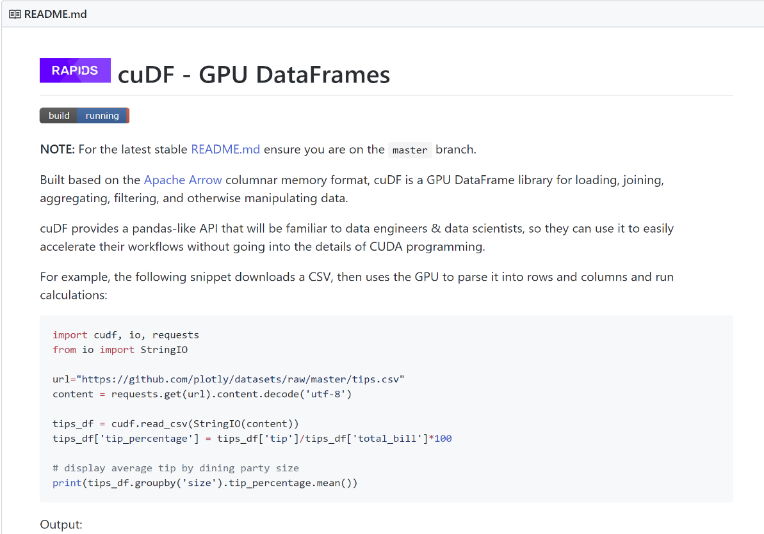 README.md
RAPIDS cuDF - GPU DataFrames
build running
NOTE: For the latest stable README.md ensure you are on the master branch.
Built based on the Apache Arrow columnar memory format, cuDF is a GPU DataFrame library for loading, joining,
aggregating, filtering, and otherwise manipulating data.
cuDF provides a pandas-like API that will be familiar to data engineers & data scientists, so they can use it to easily
accelerate their workflows without going into the details of CUDA programming.
For example, the following snippet downloads a CSV, then uses the GPU to parse it into rows and columns and run
calculations:
import cudf, io, requests
from io import StringIO
url="https://github.com/plotly/datasets/raw/master/tips.csv"
content = requests.get(url).content.decode('utf-8')
tips_df = cudf.read_csv(StringIO(content))
tips_df['tip_percentage'] = tips_df['tip']/tips_df['total_bill']*100
# display average tip by dining party size
print(tips_df.groupby('size').tip_percentage.mean())
Output: